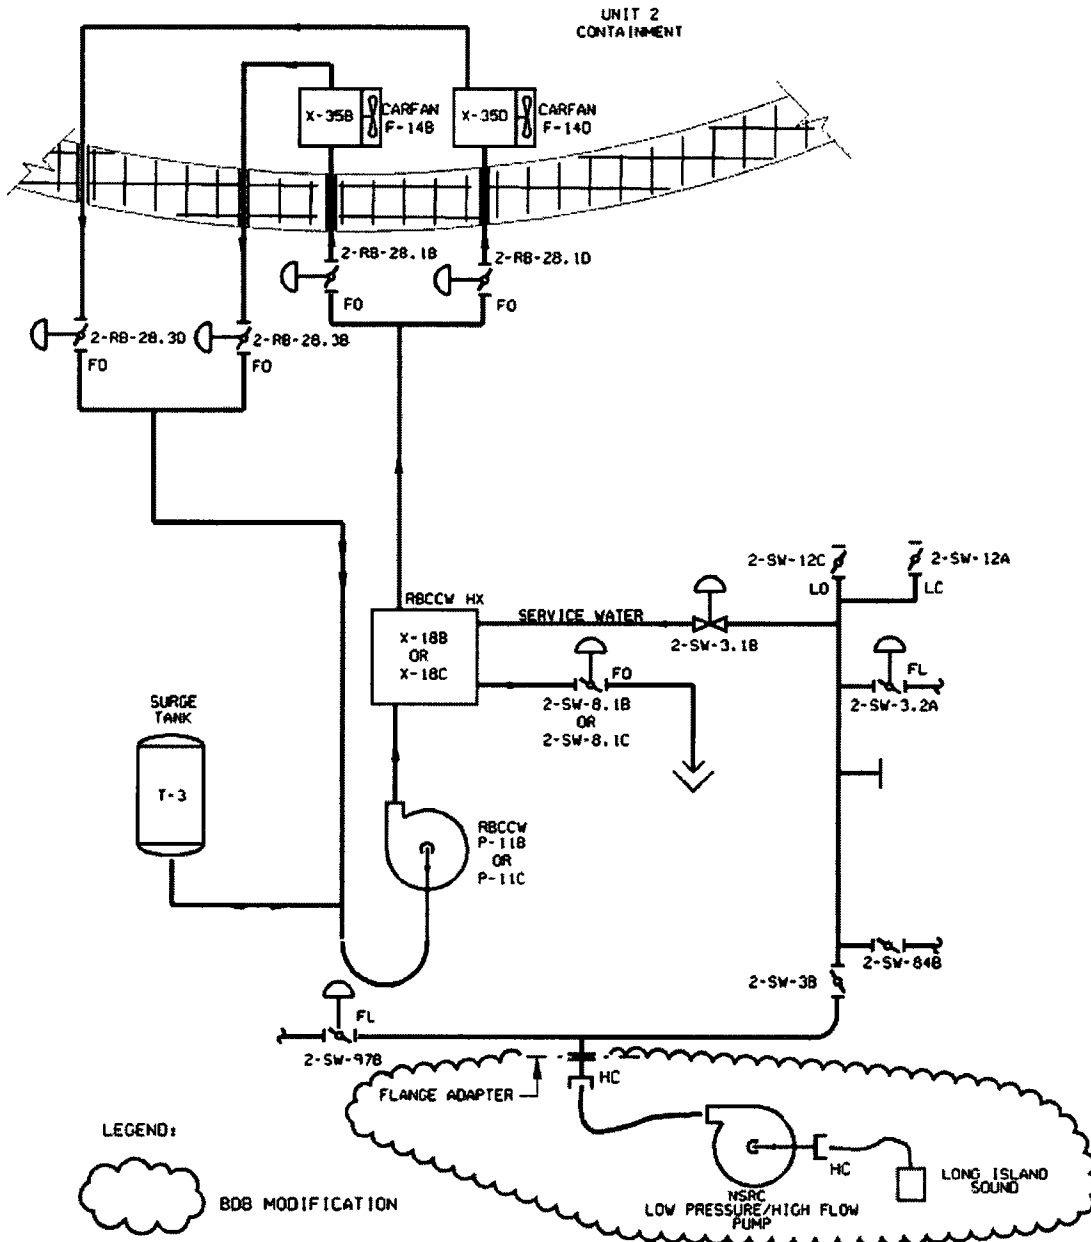 UNIT 2
CONTAINMENT
X-35B
CARFAN
F-14B
X-35D
CARFAN
F-14D
2-RB-28.1B
2-RB-28.1D
FO
FO
2-RB-28.3D
2-RB-28.3B
FO
FO
2-SW-12C
2-SW-12A
LO
LC
RBCCW HX
SERVICE WATER
X-18B
OR
X-18C
2-SW-3.1B
FO
FL
2-SW-8.1B
OR
2-SW-8.1C
2-SW-3.2A
SURGE
TANK
T-3
RBCCW
P-11B
OR
P-11C
2-SW-84B
2-SW-3B
FL
2-SW-97B
HC
FLANGE ADAPTER
LEGEND:
BDB MODIFICATION
HC
NSRC
LOW PRESSURE/HIGH FLOW
PUMP
LONG ISLAND
SOUND